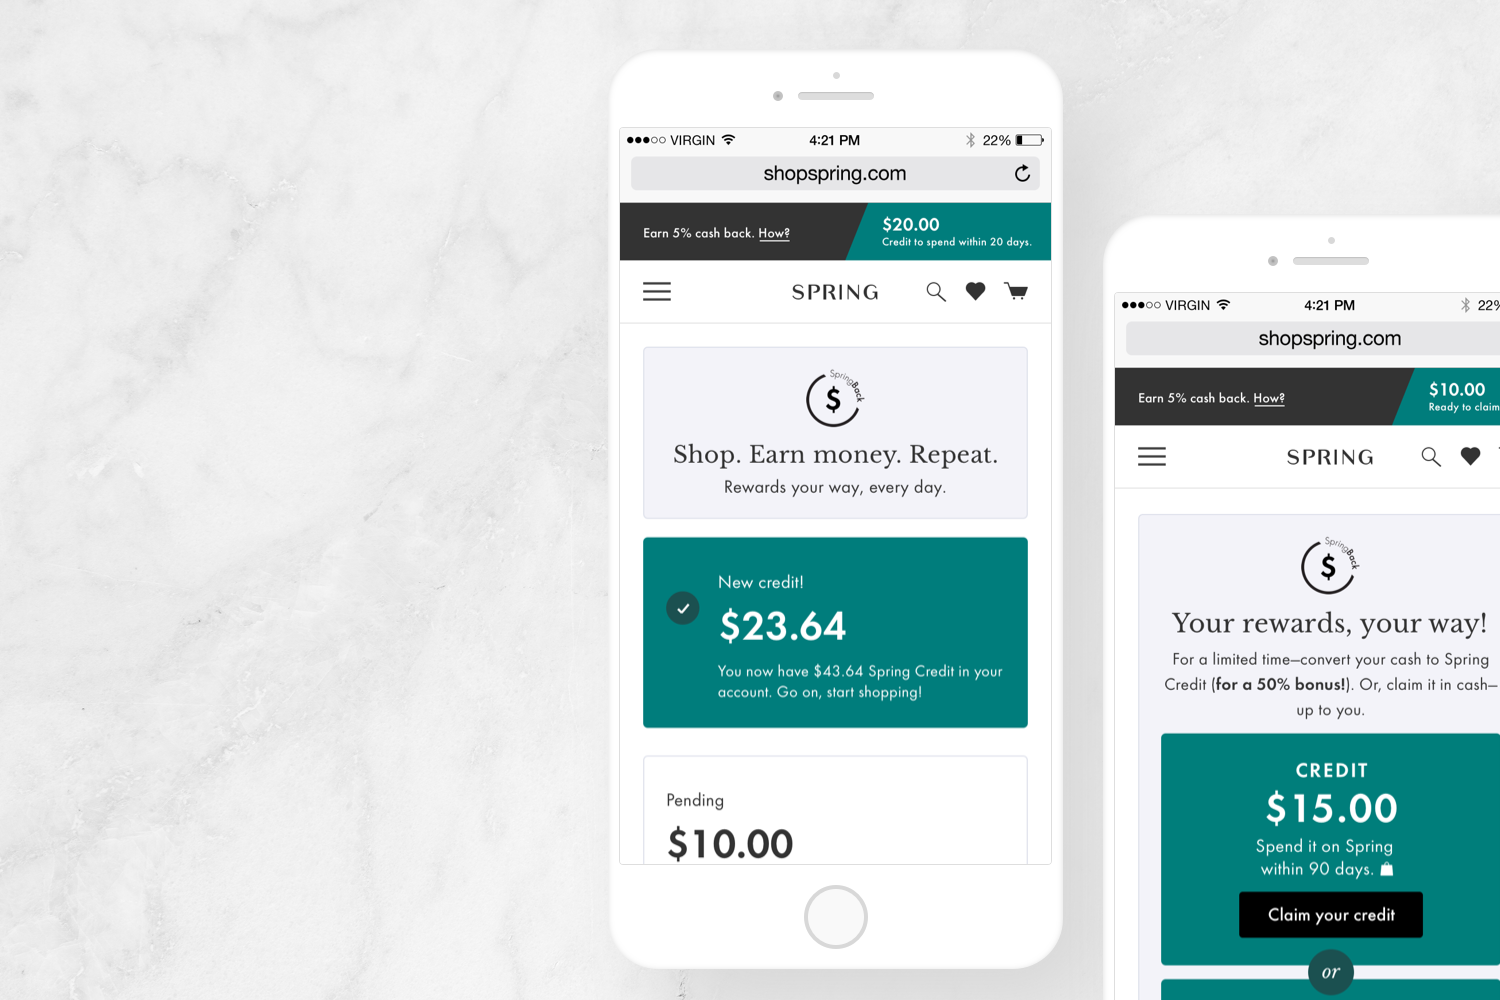 VIRGIN
4:21 PM
22%
shopspring.com
Earn 5% cash back. How?
$20.00
Credit to spend within 20 days.
SPRING
SpringBack
$
Shop. Earn money. Repeat.
Rewards your way, every day.
New credit!
$23.64
You now have $43.64 Spring Credit in your
account. Go on, start shopping!
Pending
$10.00
VIRGIN
4:21 PM
22%
shopspring.com
Earn 5% cash back. How?
$10.00
Ready to claim
SPRING
SpringBack
$
Your rewards, your way!
For a limited time—convert your cash to Spring
Credit (for a 50% bonus!). Or, claim it in cash—
up to you.
CREDIT
$15.00
Spend it on Spring
within 90 days.
Claim your credit
or